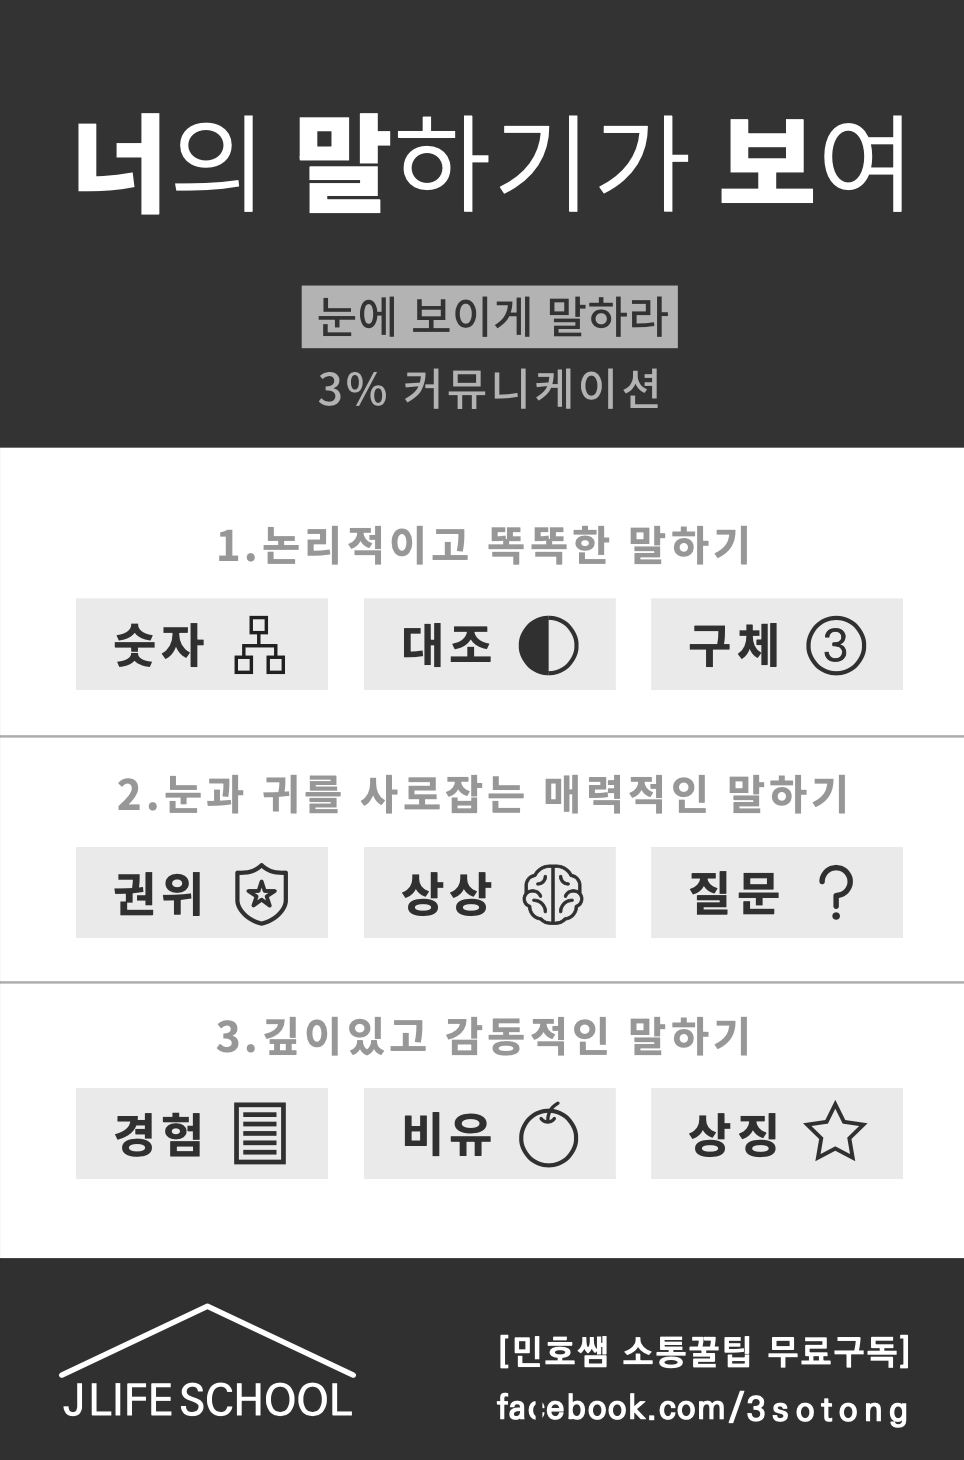 너의 말하기가 보여
눈에 보이게 말하라
3% 커뮤니케이션
1.논리적이고 똑똑한 말하기
숫자 대조 구체 3
2.눈과 귀를 사로잡는 매력적인 말하기
권위 상상 질문 ?
3.깊이있고 감동적인 말하기
경험 비유 상징
JLIFE SCHOOL
[민호쌤 소통꿀팁 무료구독]
facebook.com/3sotong